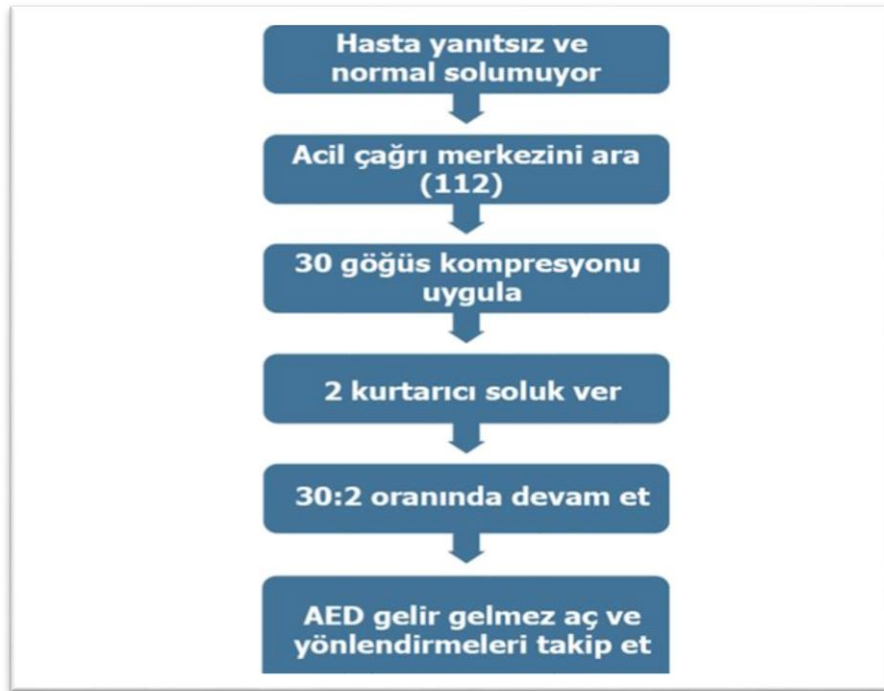 Hasta yanıtsız ve
normal solumuyor
Acil çağrı merkezini ara
(112)
30 göğüs kompresyonu
uygula
2 kurtarıcı soluk ver
30:2 oranında devam et
AED gelir gelmez aç ve
yönlendirmeleri takip et